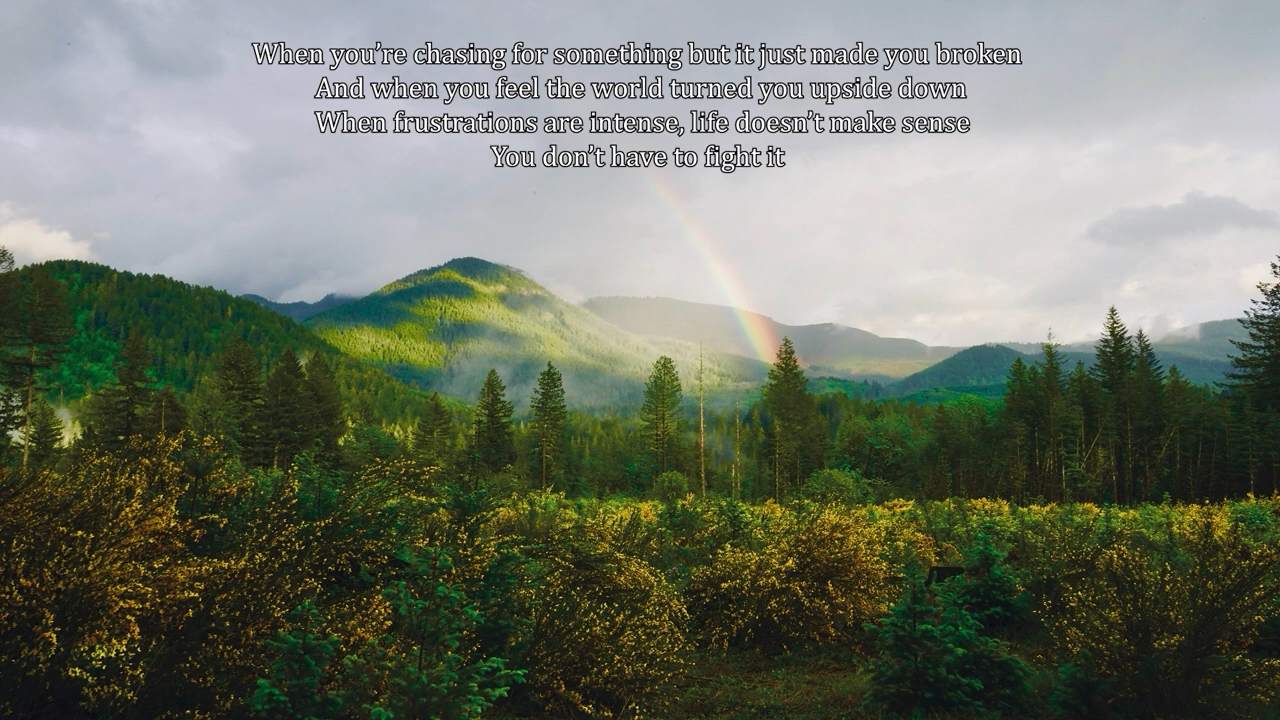 When you’re chasing for something but it just made you broken
And when you feel the world turned you upside down
When frustrations are intense, life doesn’t make sense
You don’t have to fight it